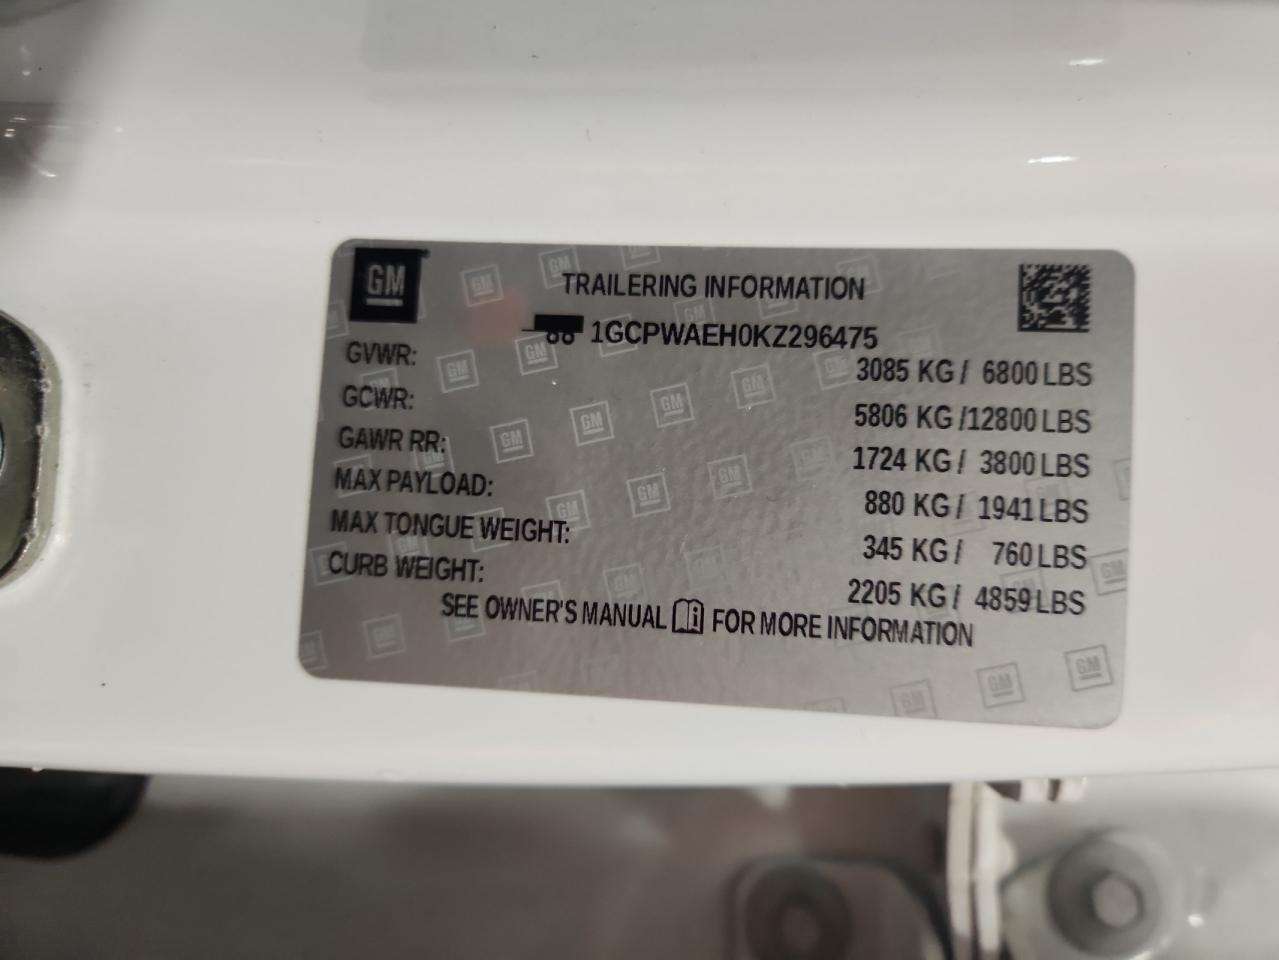 GM
TRAILERING INFORMATION
1GCPWAEH0KZ296475
GVWR: 3085 KG / 6800 LBS
GCWR: 5806 KG /12800 LBS
GAWR RR: 1724 KG / 3800 LBS
MAX PAYLOAD: 880 KG / 1941 LBS
MAX TONGUE WEIGHT: 345 KG / 760 LBS
CURB WEIGHT: 2205 KG / 4859 LBS
SEE OWNER'S MANUAL FOR MORE INFORMATION